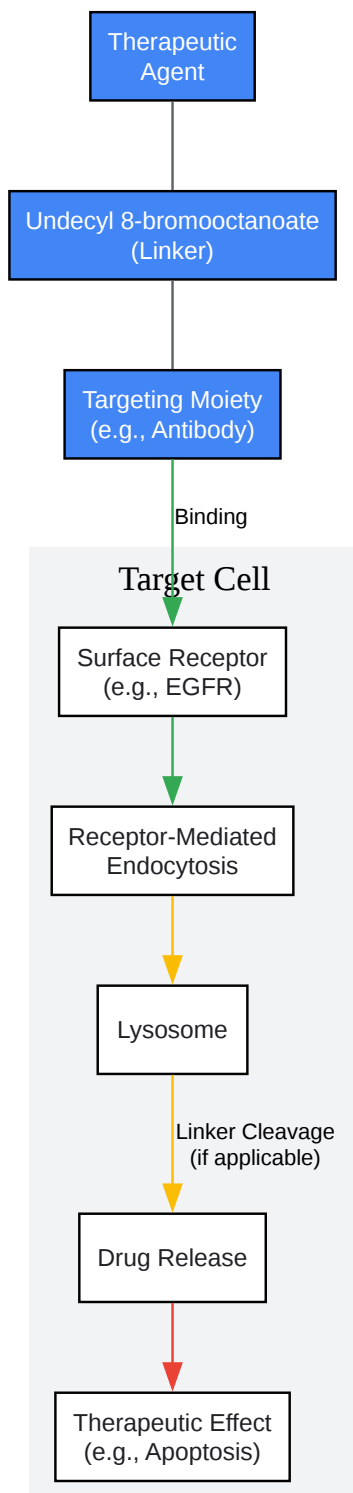 Therapeutic
Agent
Undecyl 8-bromooctanoate
(Linker)
Targeting Moiety
(e.g., Antibody)
Binding
Target Cell
Surface Receptor
(e.g., EGFR)
Receptor-Mediated
Endocytosis
Lysosome
Linker Cleavage
(if applicable)
Drug Release
Therapeutic Effect
(e.g., Apoptosis)